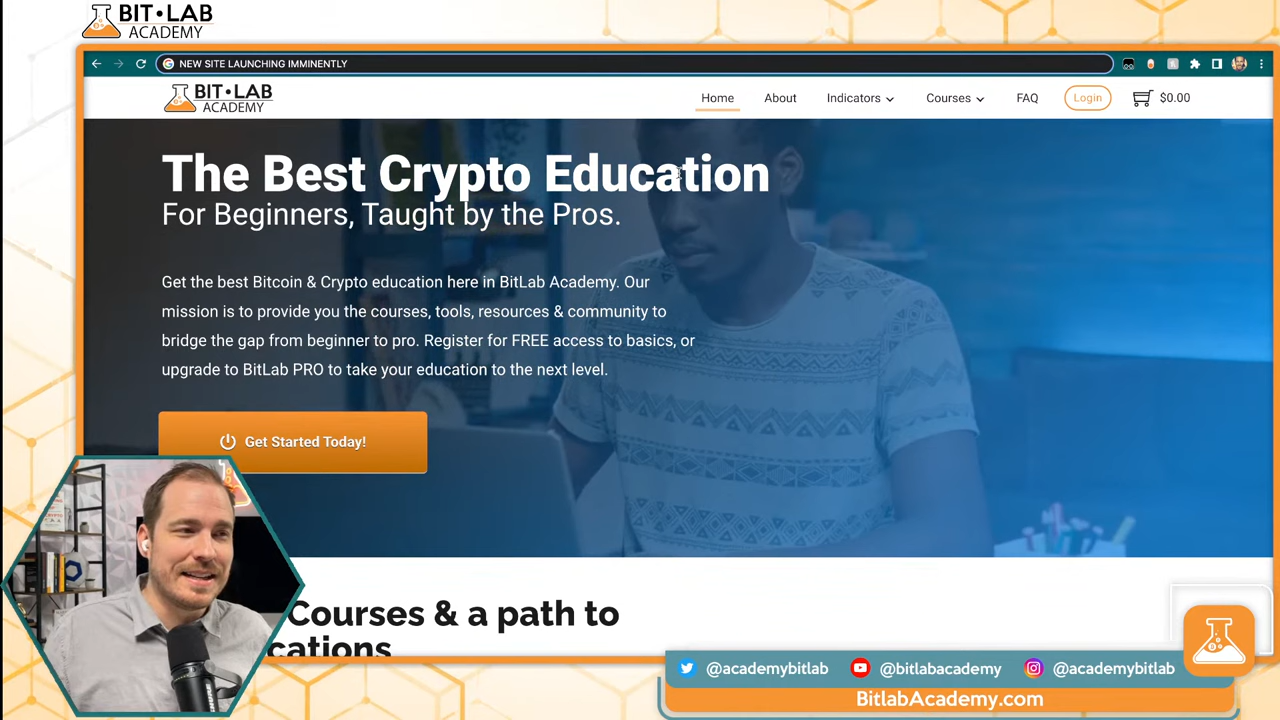 BIT•LAB
ACADEMY
NEW SITE LAUNCHING IMMINENTLY
BIT•LAB
ACADEMY
Home
About
Indicators
Courses
FAQ
Login
$0.00
The Best Crypto Education
For Beginners, Taught by the Pros.
Get the best Bitcoin & Crypto education here in BitLab Academy. Our
mission is to provide you the courses, tools, resources & community to
bridge the gap from beginner to pro. Register for FREE access to basics, or
upgrade to BitLab PRO to take your education to the next level.
Get Started Today!
Courses & a path to
cations
@academybitlab
@bitlabacademy
@academybitlab
BitlabAcademy.com